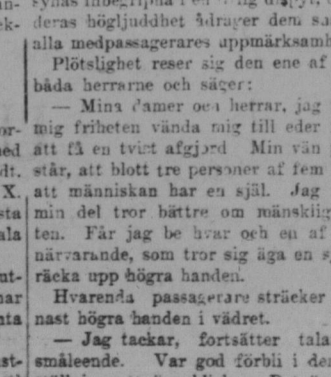 deras högljuddhet ådrager dem
alla medpassagerares uppmärksamh
Plötslighet reser sig den ene af
båda herrarne och säger:
— Mina damer och herrar, jag
mig friheten vända mig till eder
att få en tvist afgjord Min vän
står, att blott tre personer af fem
att människan har en själ. Jag
min del tror bättre om mänsklig
ten. Får jag be hvar och en af
närvarande, som tror sig äga en
räcka upp högra handen.
Hvarenda passagerare sträcker
nast högra handen i vädret.
— Jag tackar, fortsätter tala
småleende. Var god förbli i